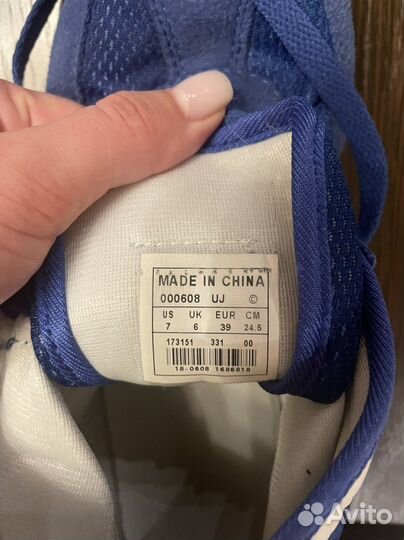 MADE IN CHINA
000608 UJ ©
US UK EUR CM
7 6 39 24.5
173151 331 00
18-0608 1686818
Avito